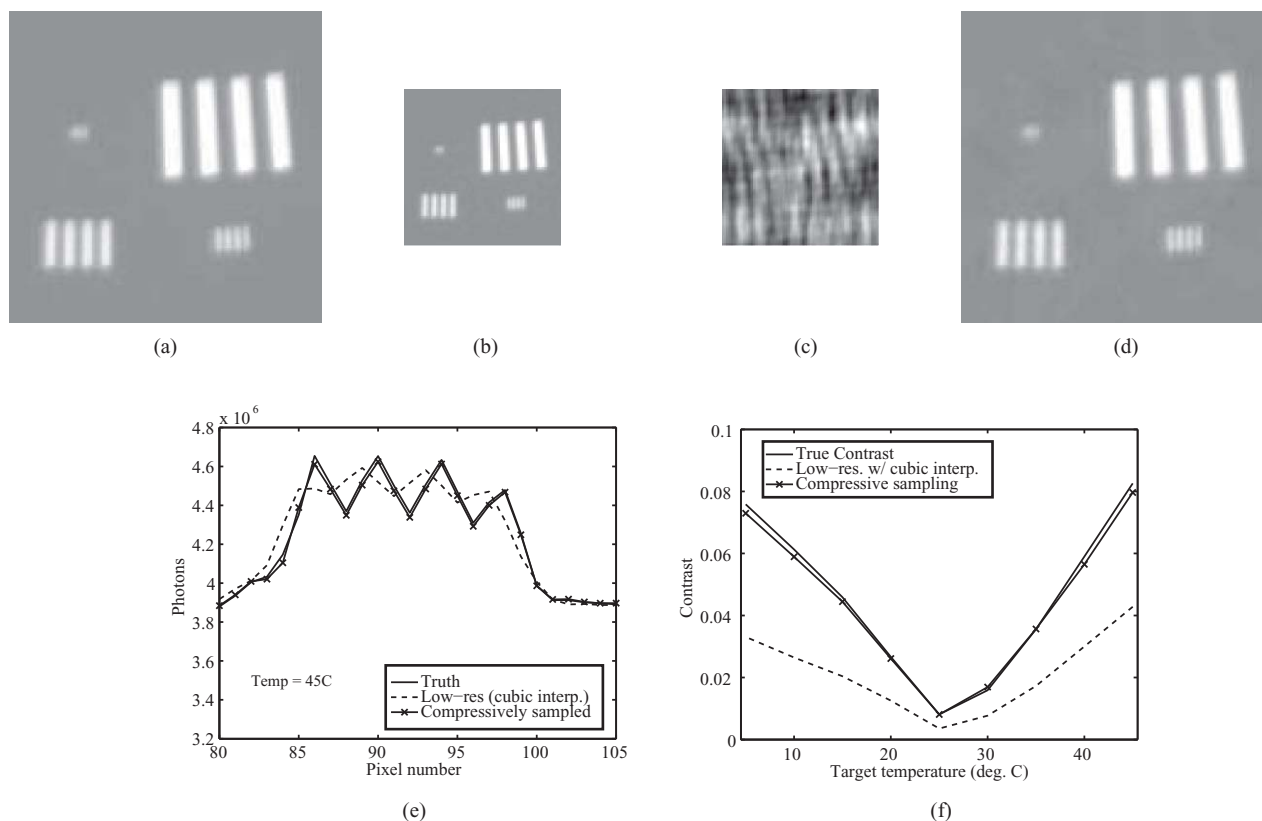 (a)
(b)
(c)
(d)
x 10 6
4.8
4.6
4.4
4.2
4
3.8
3.6
3.4
3.2
Photons
Temp = 45C
Truth
Low−res (cubic interp.)
Compressively sampled
80 85 90 95 100 105
Pixel number
(e)
0.1
0.08
0.06
0.04
0.02
0
Contrast
True Contrast
Low−res. w/ cubic interp.
Compressive sampling
10 20 30 40
Target temperature (deg. C)
(f)